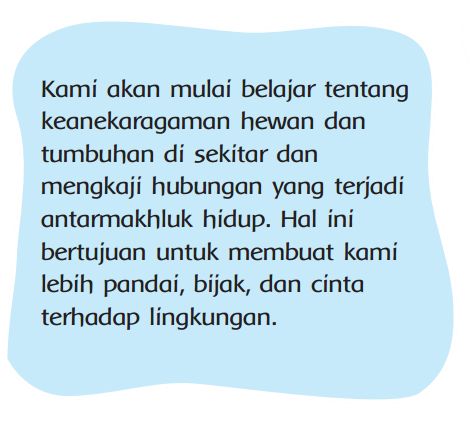 Kami akan mulai belajar tentang
keanekaragaman hewan dan
tumbuhan di sekitar dan
mengkaji hubungan yang terjadi
antarmakhluk hidup. Hal ini
bertujuan untuk membuat kami
lebih pandai, bijak, dan cinta
terhadap lingkungan.